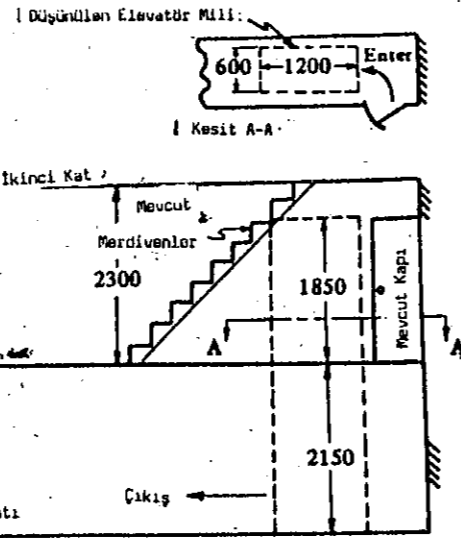 Düşünülen Elevatör Mili:
600
1200
Enter
Kesit A-A
İkinci Kat
Mevcut
Merdivenler
2300
1850
Mevcut Kapı
A
A
2150
Çıkış